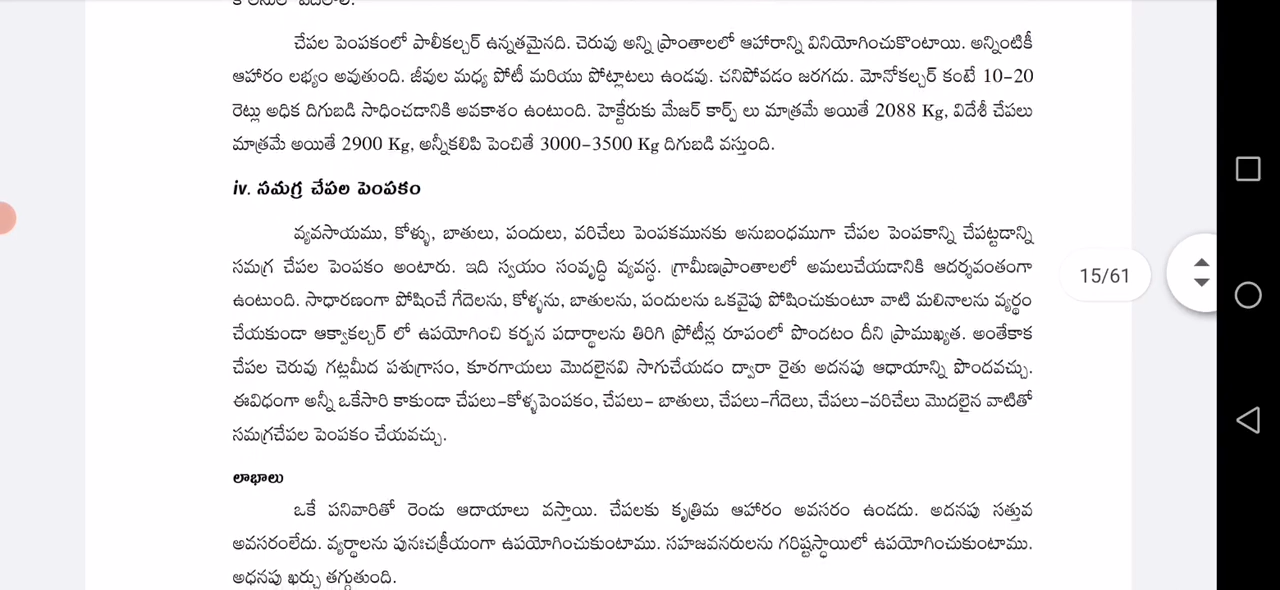 చేపల పెంపకంలో పాలీకల్చర్ ఉన్నతమైనది. చెరువు అన్ని ప్రాంతాలలో ఆహారాన్ని వినియోగించుకొంటాయి. అన్నింటికీ
ఆహారం లభ్యం అవుతుంది. జీవుల మధ్య పోటీ మరియు పోట్లాటలు ఉండవు. చనిపోవడం జరగదు. మోనోకల్చర్ కంటే 10-20
రెట్లు అధిక దిగుబడి సాధించడానికి అవకాశం ఉంటుంది. హెక్టేరుకు మేజర్ కార్ప్ లు మాత్రమే అయితే 2088 Kg, విదేశీ చేపలు
మాత్రమే అయితే 2900 Kg, అన్నీకలిపి పెంచితే 3000-3500 Kg దిగుబడి వస్తుంది.
iv. సమగ్ర చేపల పెంపకం
వ్యవసాయము, కోళ్ళు, బాతులు, పందులు, వరిచేలు పెంపకమునకు అనుబంధముగా చేపల పెంపకాన్ని చేపట్టడాన్ని
సమగ్ర చేపల పెంపకం అంటారు. ఇది స్వయం సంవృద్ధి వ్యవస్థ. గ్రామీణప్రాంతాలలో అమలుచేయడానికి ఆదర్శవంతంగా
15/61
ఉంటుంది. సాధారణంగా పోషించే గేదెలను, కోళ్ళను, బాతులను, పందులను ఒకవైపు పోషించుకుంటూ వాటి మలినాలను వ్యర్థం
చేయకుండా ఆక్వాకల్చర్ లో ఉపయోగించి కర్బన పదార్థాలను తిరిగి ప్రోటీన్ల రూపంలో పొందటం దీని ప్రాముఖ్యత. అంతేకాక
చేపల చెరువు గట్లమీద పశుగ్రాసం, కూరగాయలు మొదలైనవి సాగుచేయడం ద్వారా రైతు అదనపు ఆధాయాన్ని పొందవచ్చు.
ఈవిధంగా అన్నీ ఒకేసారి కాకుండా చేపలు-కోళ్ళపెంపకం, చేపలు- బాతులు, చేపలు-గేదెలు, చేపలు-వరిచేలు మొదలైన వాటితో
సమగ్రచేపల పెంపకం చేయవచ్చు.
లాభాలు
ఒకే పనివారితో రెండు ఆదాయాలు వస్తాయి. చేపలకు కృత్రిమ ఆహారం అవసరం ఉండదు. అదనపు సత్తువ
అవసరంలేదు. వ్యర్థాలను పునఃచక్రీయంగా ఉపయోగించుకుంటాము. సహజవనరులను గరిష్టస్థాయిలో ఉపయోగించుకుంటాము.
అధనపు ఖర్చు తగ్గుతుంది.